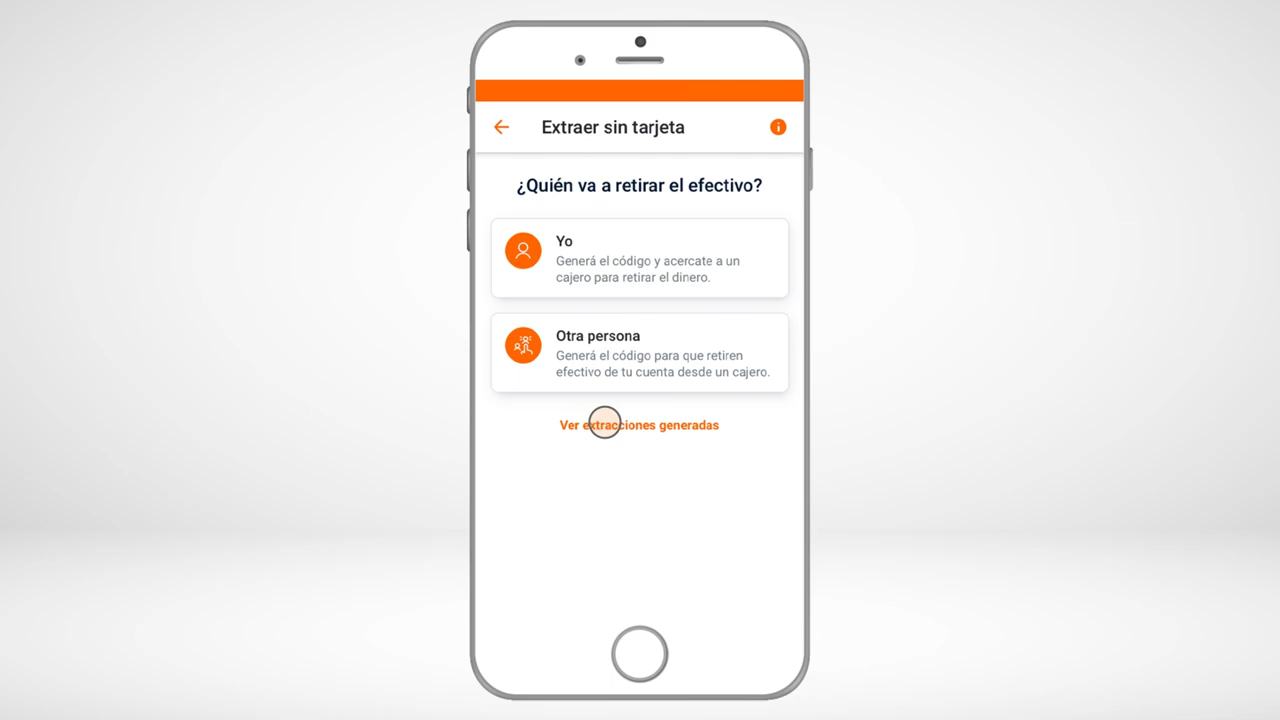 Extraer sin tarjeta
¿Quién va a retirar el efectivo?
Yo
Generá el código y acercate a un
cajero para retirar el dinero.
Otra persona
Generá el código para que retiren
efectivo de tu cuenta desde un cajero.
Ver extracciones generadas